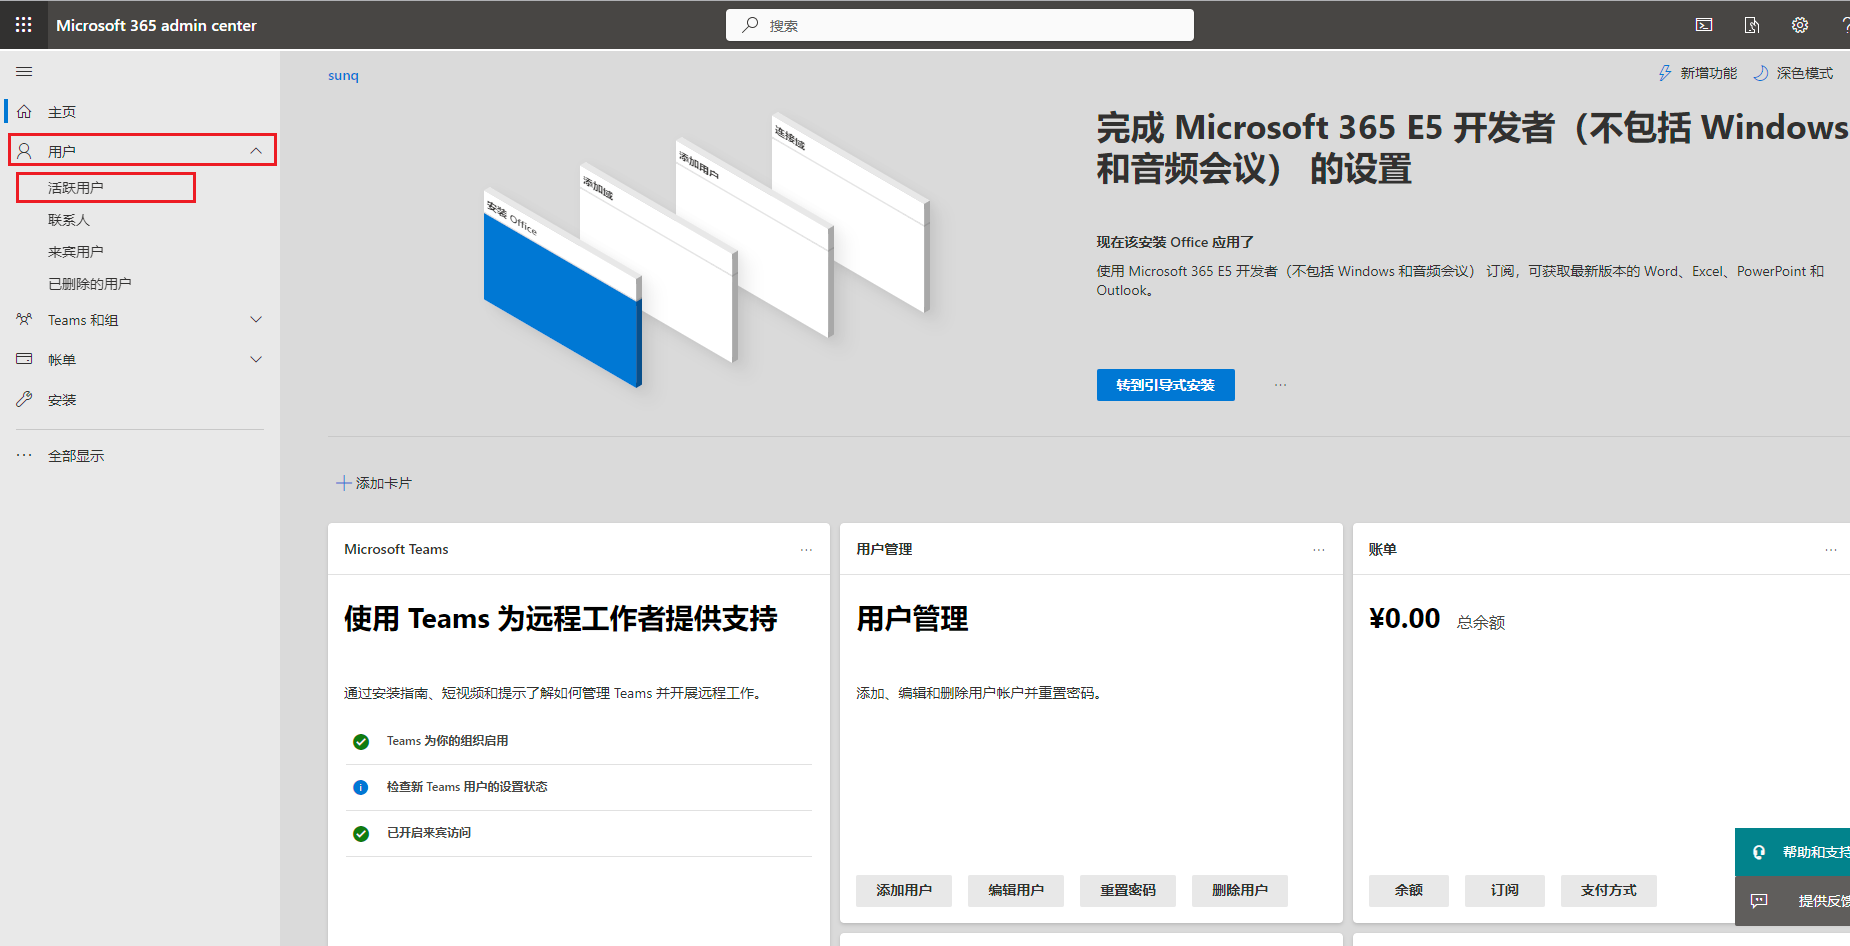 Microsoft 365 admin center
搜索
主页
用户
活跃用户
联系人
来宾用户
已删除的用户
Teams 和组
帐单
安装
全部显示
sunq
新增功能
深色模式
连接域
添加用户
添加域
安装 Office
完成 Microsoft 365 E5 开发者（不包括 Windows
和音频会议） 的设置
现在该安装 Office 应用了
使用 Microsoft 365 E5 开发者（不包括 Windows 和音频会议） 订阅，可获取最新版本的 Word、Excel、PowerPoint 和
Outlook。
转到引导式安装
添加卡片
Microsoft Teams
使用 Teams 为远程工作者提供支持
通过安装指南、短视频和提示了解如何管理 Teams 并开展远程工作。
Teams 为你的组织启用
检查新 Teams 用户的设置状态
已开启来宾访问
用户管理
用户管理
添加、编辑和删除用户帐户并重置密码。
添加用户
编辑用户
重置密码
删除用户
账单
¥0.00 总余额
余额
订阅
支付方式
帮助和支持
提供反馈